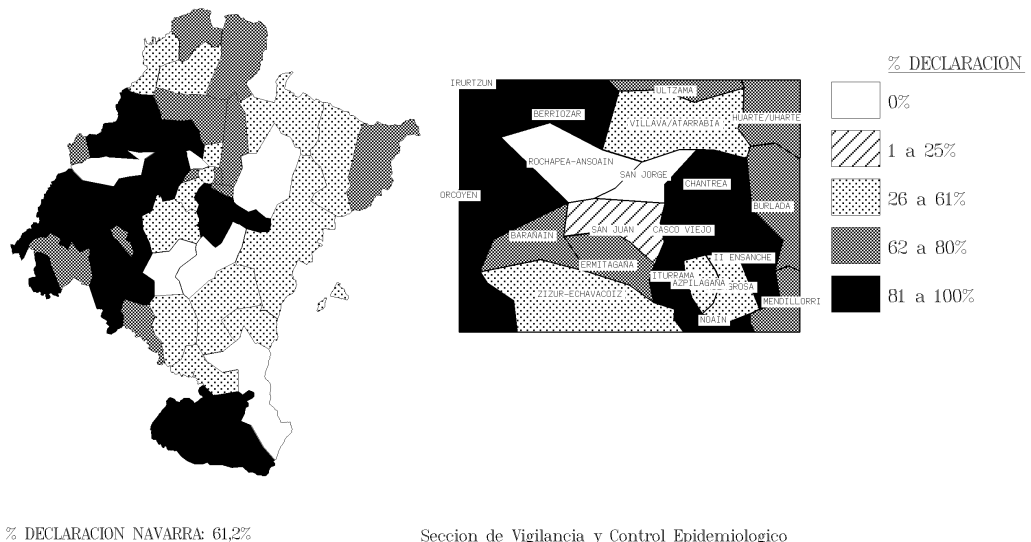 % DECLARACION
0%
1 a 25%
26 a 61%
62 a 80%
81 a 100%
IRURTZUN
ULTZAMA
BERRIOZAR
HUARTE/UHARTE
VILLAVA/ATARRABIA
ROCHAPEA-ANSOAIN
SAN JORGE
CHANTREA
ORCOYEN
BURLADA
BARAÑAIN
SAN JUAN
CASCO VIEJO
II ENSANCHE
ERMITAGAÑA
ITURRAMA
AZPILAGAÑA
ZIZUR-ECHAVACOIZ
MENDILLORRI
NOAIN
% DECLARACION NAVARRA: 61,2%
Seccion de Vigilancia y Control Epidemiologico